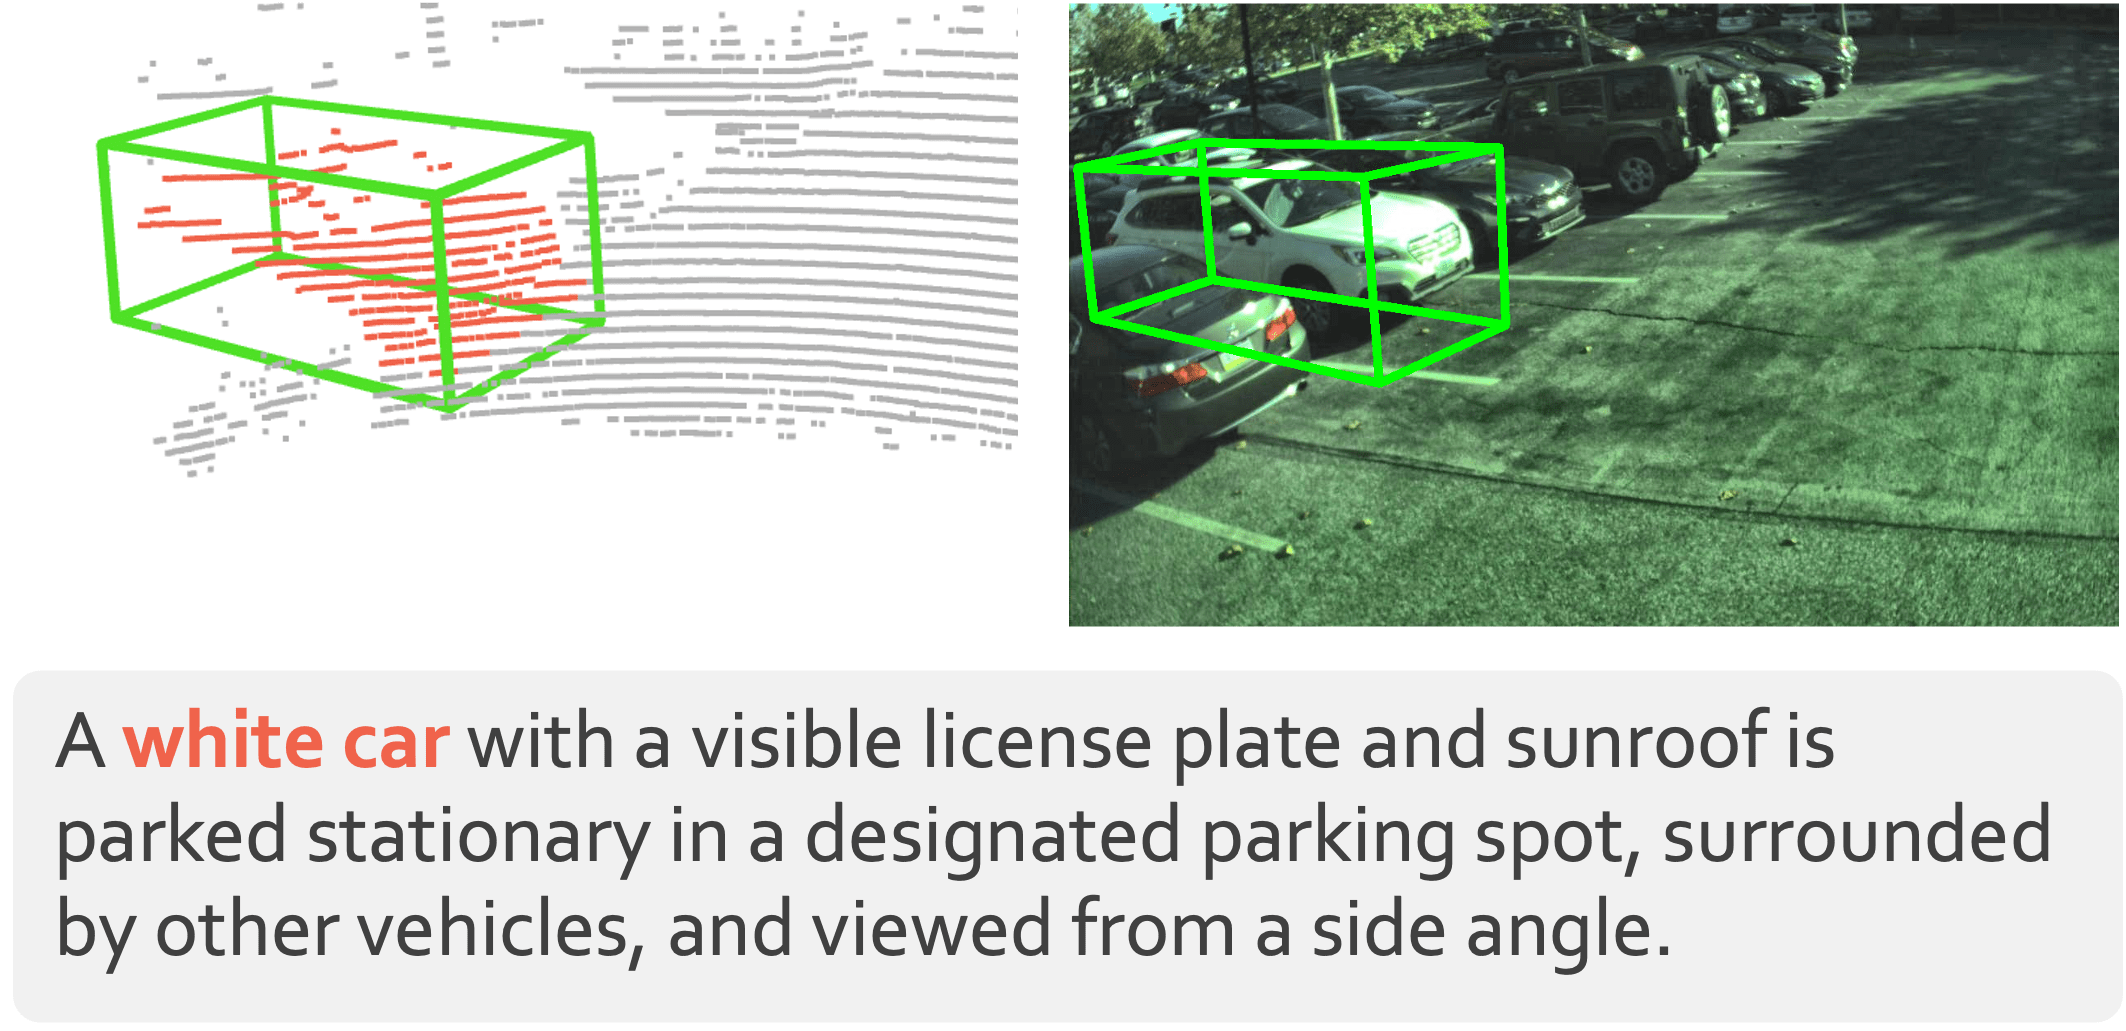 A white car with a visible license plate and sunroof is
parked stationary in a designated parking spot, surrounded
by other vehicles, and viewed from a side angle.